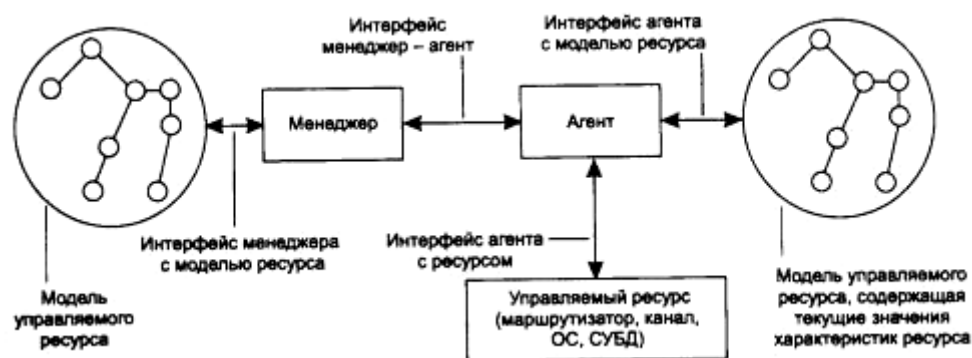 Интерфейс
менеджер – агент
Интерфейс агента
с моделью ресурса
Менеджер
Агент
Интерфейс менеджера
с моделью ресурса
Интерфейс агента
с ресурсом
Модель
управляемого
ресурса
Управляемый ресурс
(маршрутизатор, канал,
ОС, СУБД)
Модель управляемого
ресурса, содержащая
текущие значения
характеристик ресурса